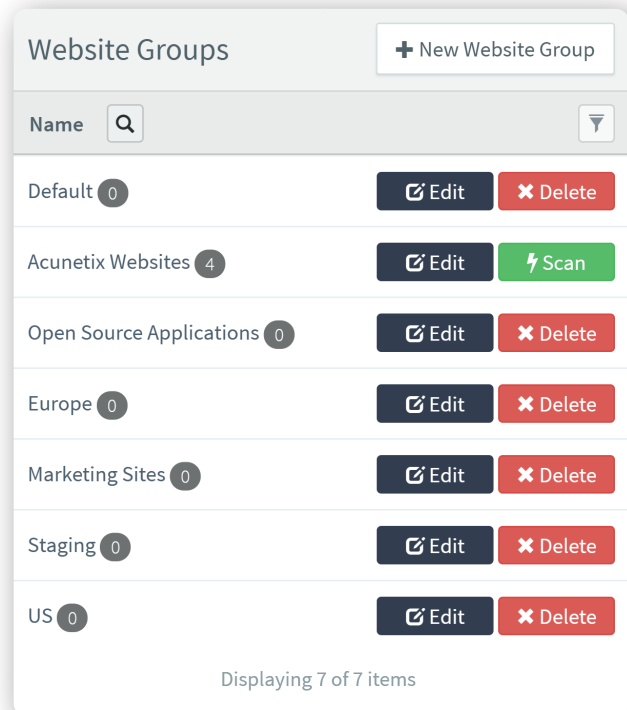 Website Groups
New Website Group
Name
Default 0 Edit Delete
Acunetix Websites 4 Edit Scan
Open Source Applications 0 Edit Delete
Europe 0 Edit Delete
Marketing Sites 0 Edit Delete
Staging 0 Edit Delete
US 0 Edit Delete
Displaying 7 of 7 items